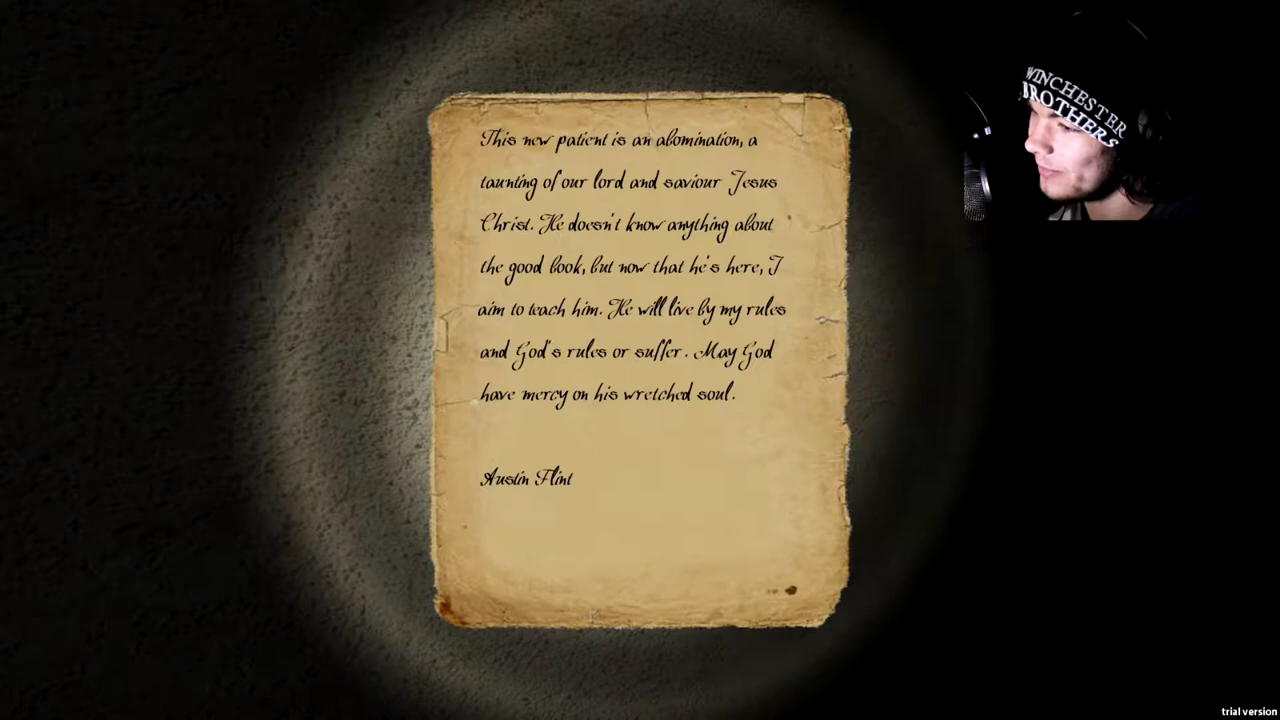 This new patient is an abomination, a
taunting of our lord and saviour Jesus
Christ. He doesn't know anything about
the good book, but now that he's here, I
aim to teach him. He will live by my rules
and God's rules or suffer. May God
have mercy on his wretched soul.
Austin Flint
WINCHESTER
BROTHERS
trial version